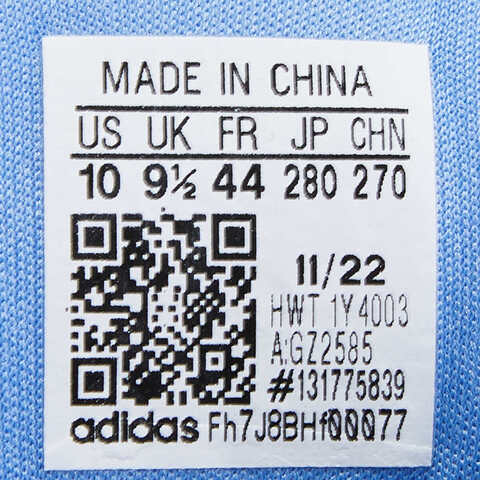 MADE IN CHINA
US UK FR JP CHN
10 9½ 44 280 270
11/22
HWT 1Y4003
A:GZ2585
#131775839
adidas Fh7J8BHf00077